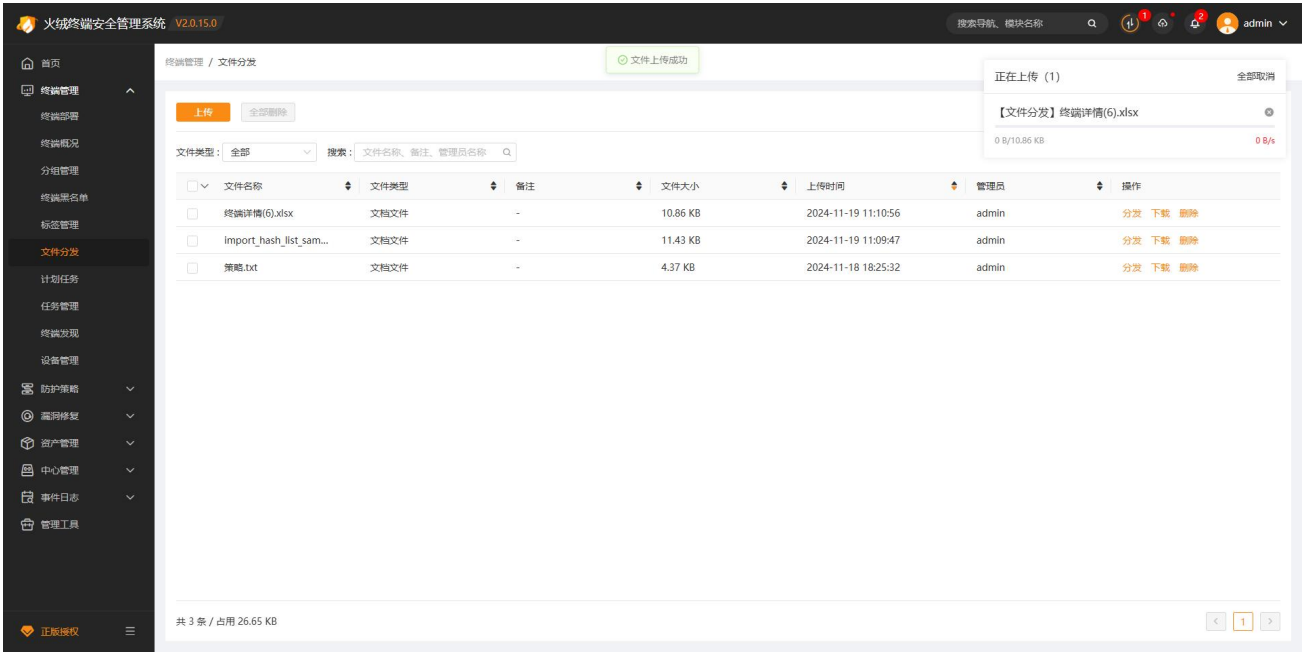 火绒终端安全管理系统 V2.0.15.0 搜索导航、模块名称 1 2 admin
首页
终端管理
终端部署
终端概况
分组管理
终端黑名单
标签管理
文件分发
计划任务
任务管理
终端发现
设备管理
防护策略
漏洞修复
资产管理
中心管理
事件日志
管理工具
正版授权
终端管理 / 文件分发
文件上传成功
正在上传（1） 全部取消
【文件分发】终端详情(6).xlsx
0 B/10.86 KB 0 B/s
上传 全部删除
文件类型： 全部 搜索： 文件名称、备注、管理员名称
文件名称 文件类型 备注 文件大小 上传时间 管理员 操作
终端详情(6).xlsx 文档文件 - 10.86 KB 2024-11-19 11:10:56 admin 分发 下载 删除
import_hash_list_sam... 文档文件 - 11.43 KB 2024-11-19 11:09:47 admin 分发 下载 删除
策略.txt 文档文件 - 4.37 KB 2024-11-18 18:25:32 admin 分发 下载 删除
共 3 条 / 占用 26.65 KB 1